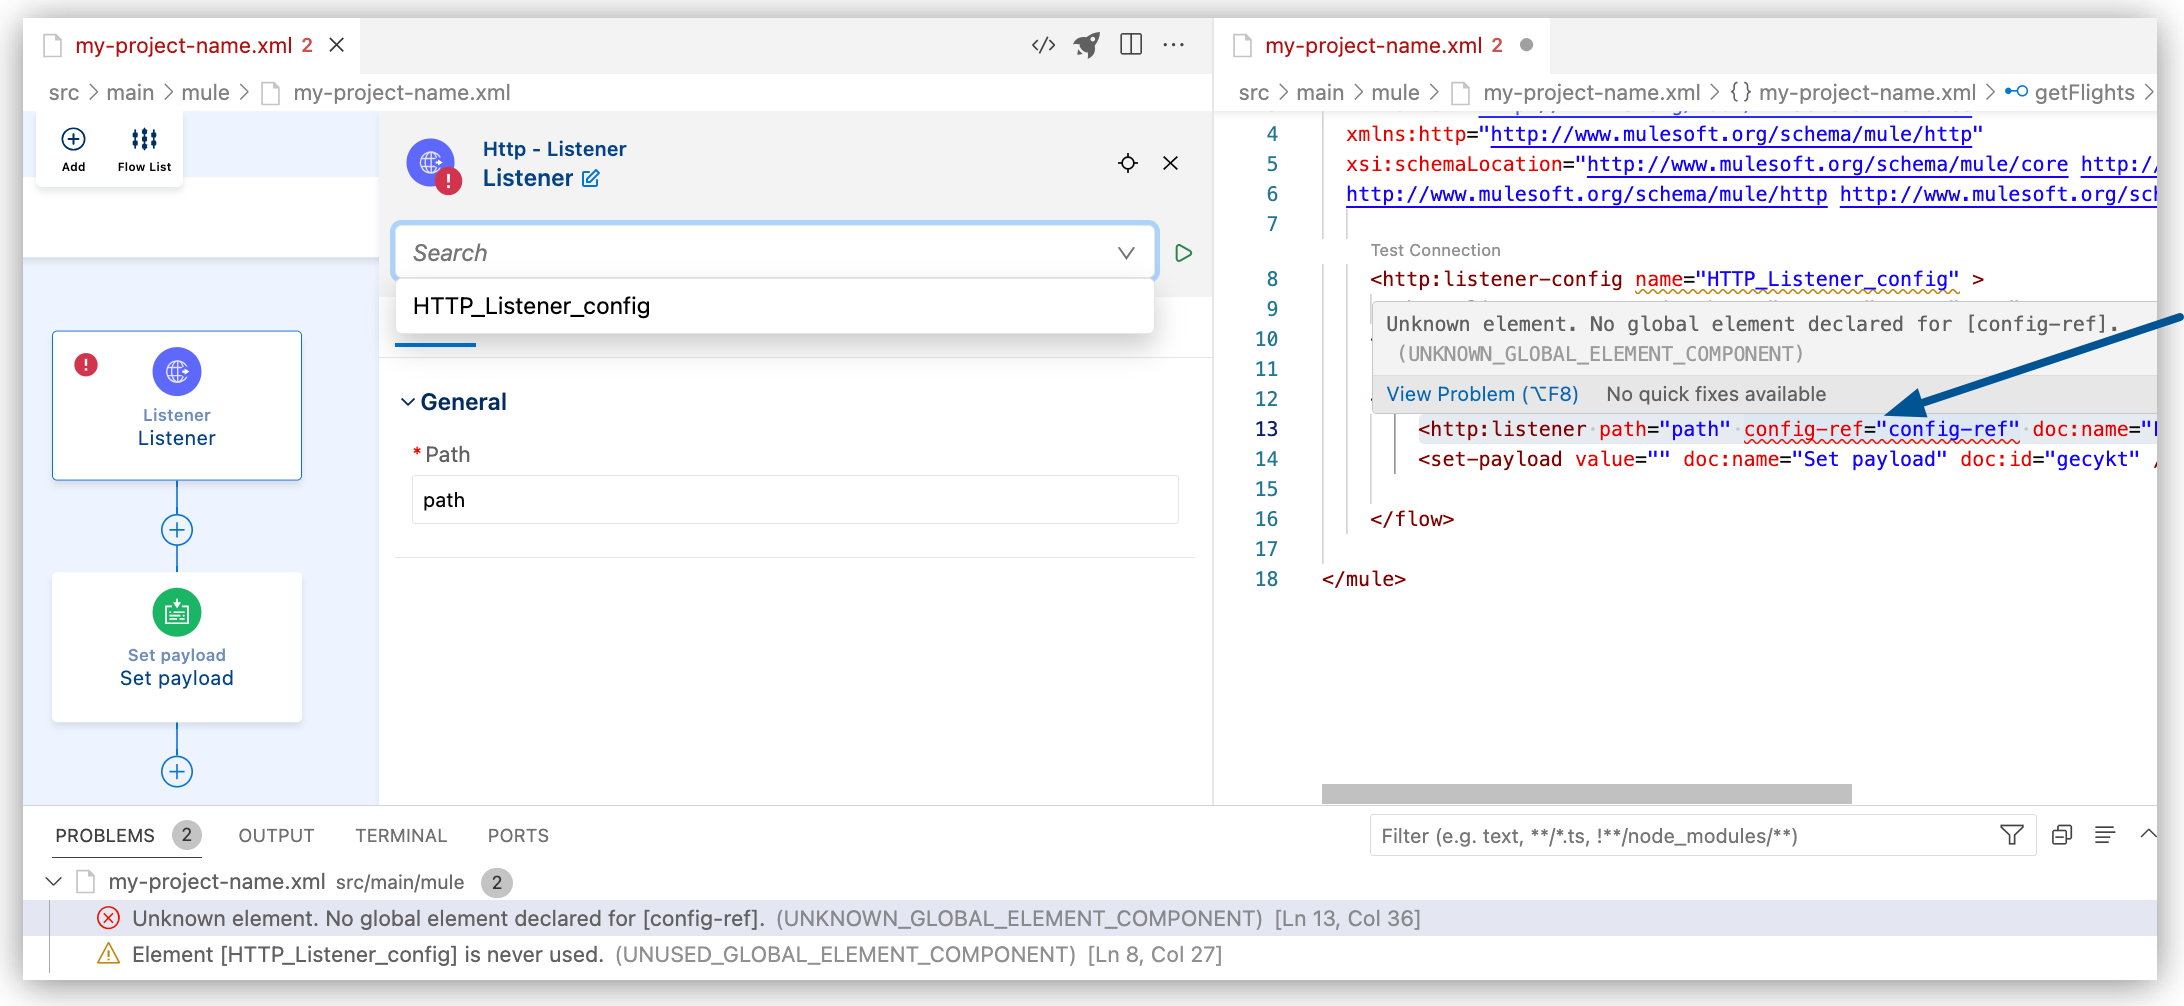 my-project-name.xml 2
src > main > mule > my-project-name.xml
Add
Flow List
Listener
Listener
Set payload
Set payload
Http - Listener
Listener
Search
HTTP_Listener_config
General
* Path
path
my-project-name.xml 2
src > main > mule > my-project-name.xml > {} my-project-name.xml > getFlights >
4 xmlns:http="http://www.mulesoft.org/schema/mule/http"
5 xsi:schemaLocation="http://www.mulesoft.org/schema/mule/core http:/
6 http://www.mulesoft.org/schema/mule/http http://www.mulesoft.org/sc
7
Test Connection
8 <http:listener-config name="HTTP_Listener_config" >
9
Unknown element. No global element declared for [config-ref].
10
(UNKNOWN_GLOBAL_ELEMENT_COMPONENT)
11
View Problem (⌥F8) No quick fixes available
12
13 <http:listener path="path" config-ref="config-ref" doc:name="
14 <set-payload value="" doc:name="Set payload" doc:id="gecykt" /
15
16 </flow>
17
18 </mule>
PROBLEMS 2 OUTPUT TERMINAL PORTS
Filter (e.g. text, **/*.ts, !**/node_modules/**)
my-project-name.xml src/main/mule 2
Unknown element. No global element declared for [config-ref]. (UNKNOWN_GLOBAL_ELEMENT_COMPONENT) [Ln 13, Col 36]
Element [HTTP_Listener_config] is never used. (UNUSED_GLOBAL_ELEMENT_COMPONENT) [Ln 8, Col 27]